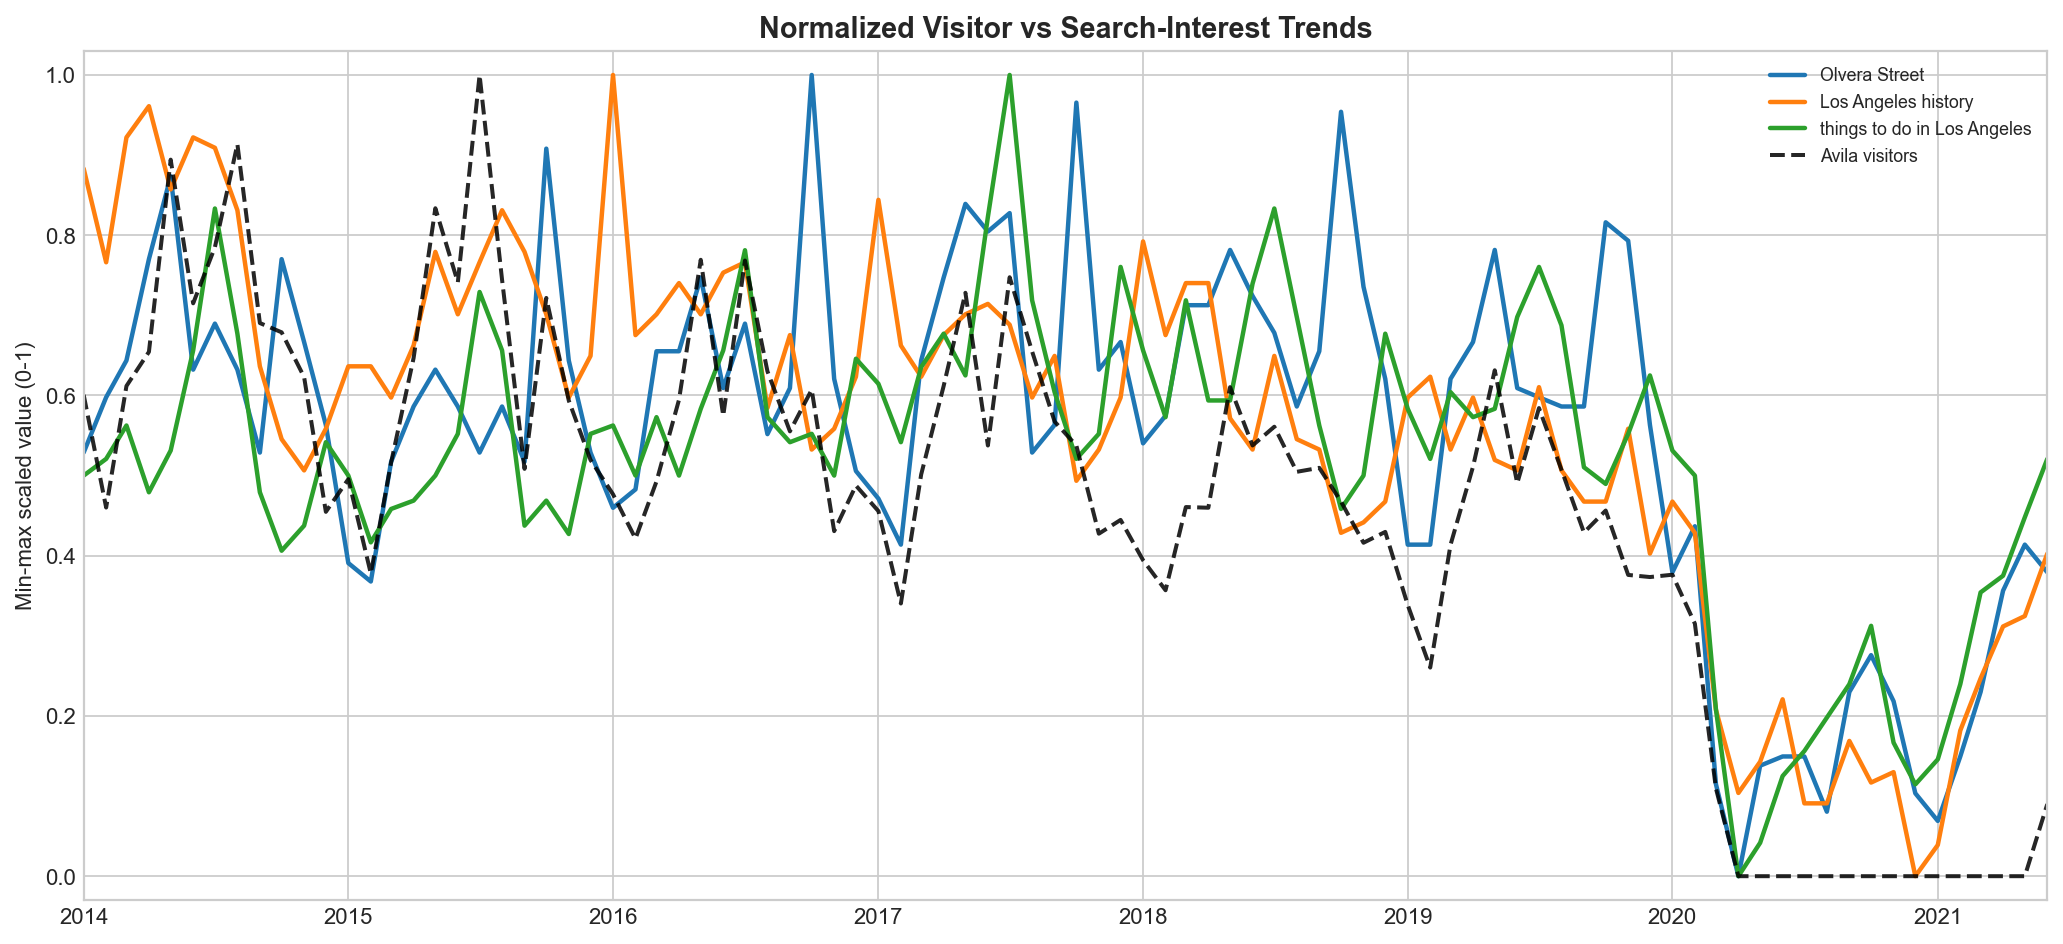 Normalized Visitor vs Search-Interest Trends
Min-max scaled value (0-1)
1.0
0.8
0.6
0.4
0.2
0.0
Olvera Street
Los Angeles history
things to do in Los Angeles
Avila visitors
2014 2015 2016 2017 2018 2019 2020 2021